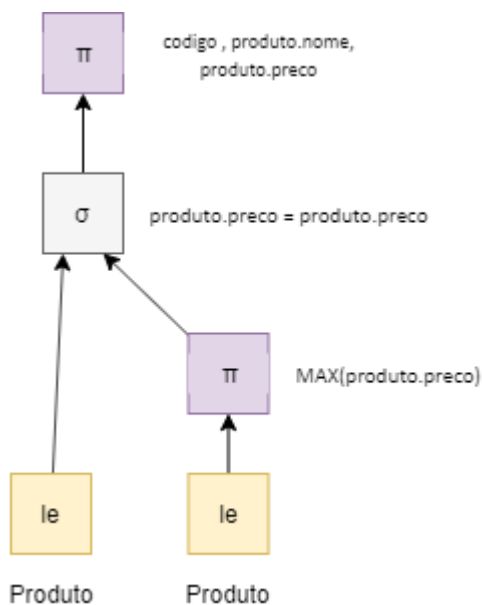 π
codigo , produto.nome,
produto.preco
σ
produto.preco = produto.preco
π
MAX(produto.preco)
le
le
Produto
Produto